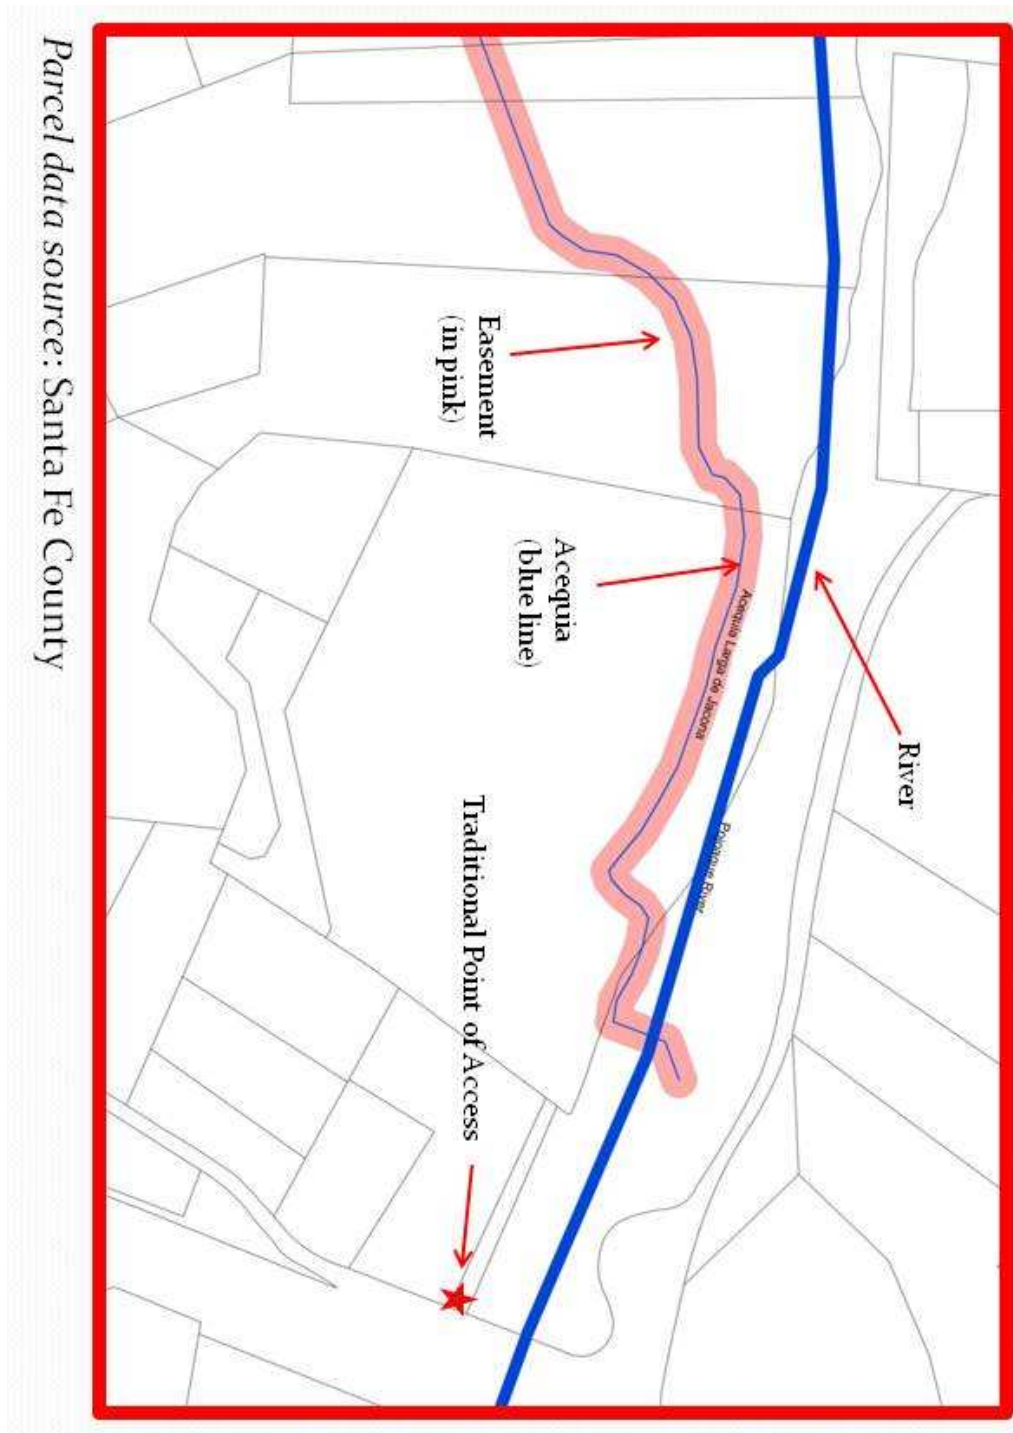 River
Acequia Larga de Jacona
Pojoaque River
Easement
(in pink)
Acequia
(blue line)
Traditional Point of Access
Parcel data source: Santa Fe County